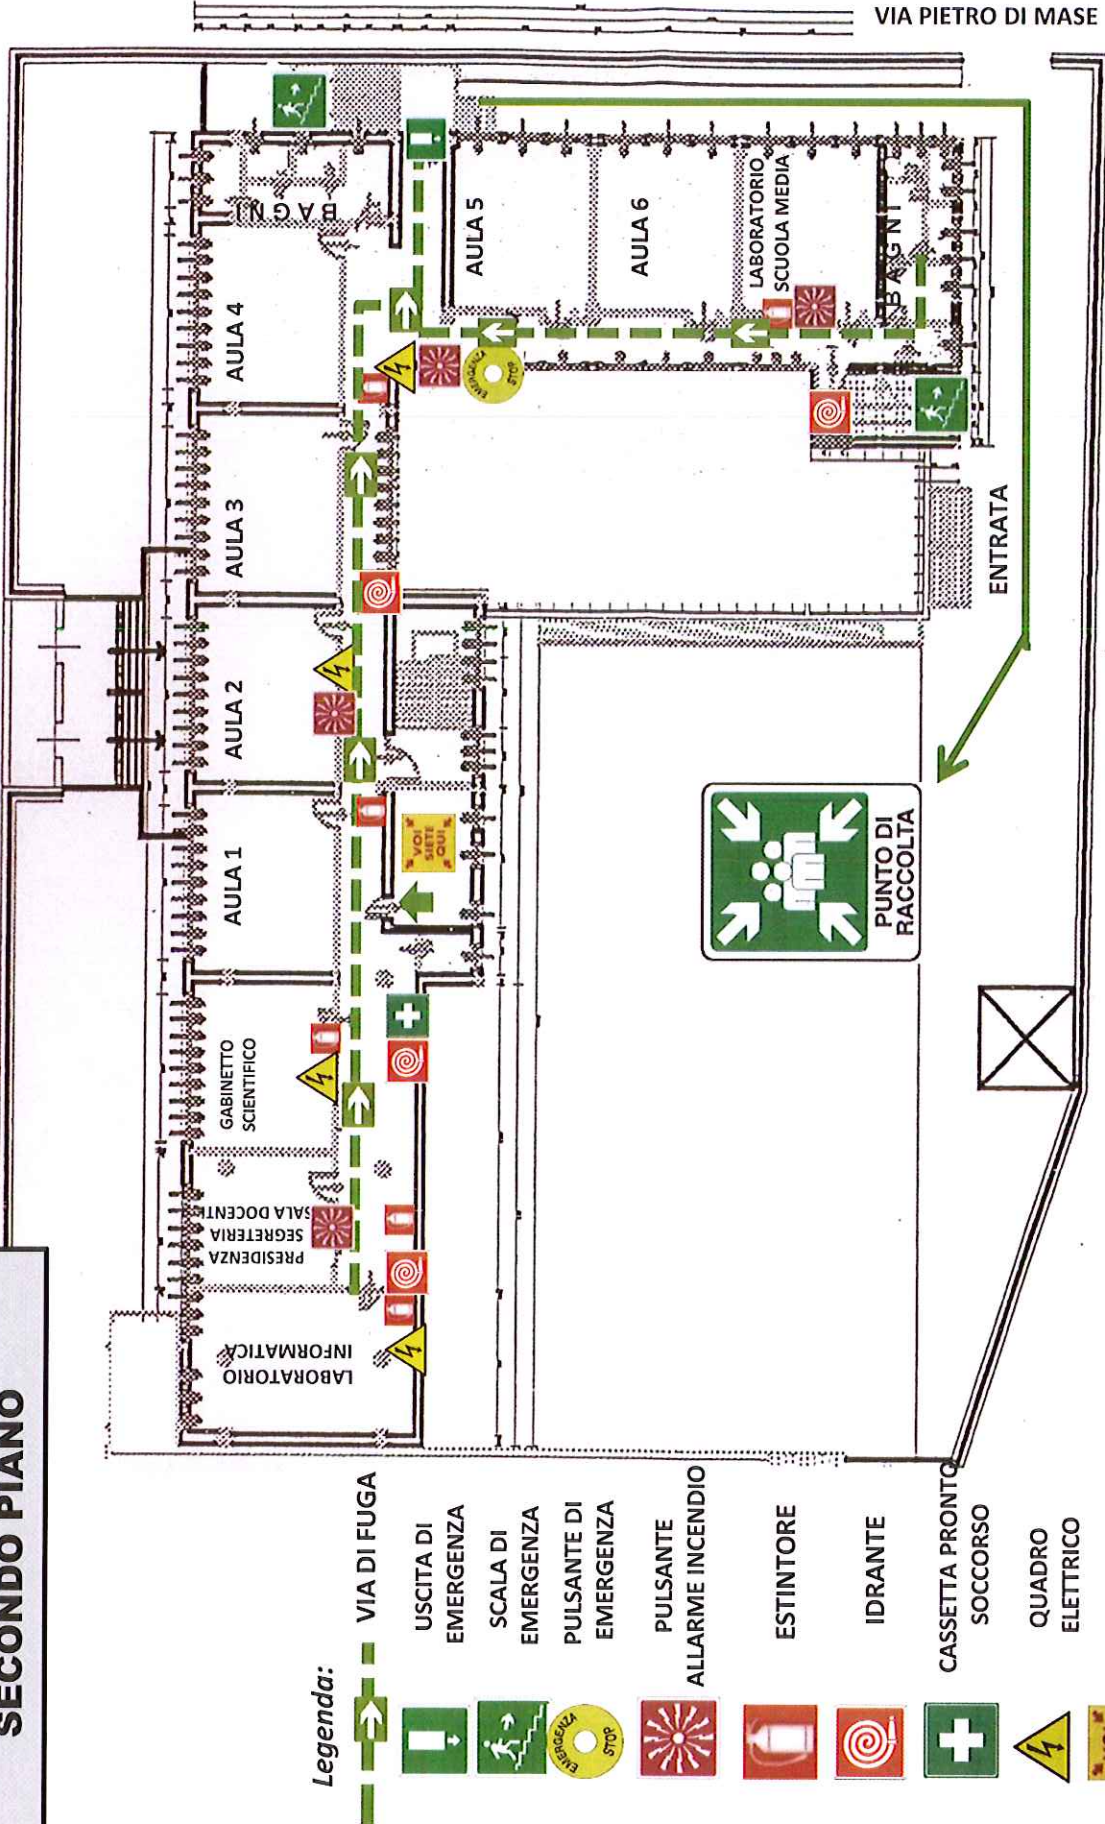 VIA PIETRO DI MASE
SECONDO PIANO
BAGNI
AULA 4
AULA 3
AULA 2
AULA 1
GABINETTO
SCIENTIFICO
PRESIDENZA
SEGRETERIA
SALA DOCENTI
LABORATORIO
INFORMATICA
AULA 5
AULA 6
LABORATORIO
SCUOLA MEDIA
BAGNI
EMERGENZA
STOP
VOI
SIETE
QUI
ENTRATA
PUNTO DI
RACCOLTA
Legenda:
VIA DI FUGA
USCITA DI
EMERGENZA
SCALA DI
EMERGENZA
EMERGENZA
STOP
PULSANTE DI
EMERGENZA
PULSANTE
ALLARME INCENDIO
ESTINTORE
IDRANTE
CASSETTA PRONTO
SOCCORSO
QUADRO
ELETTRICO